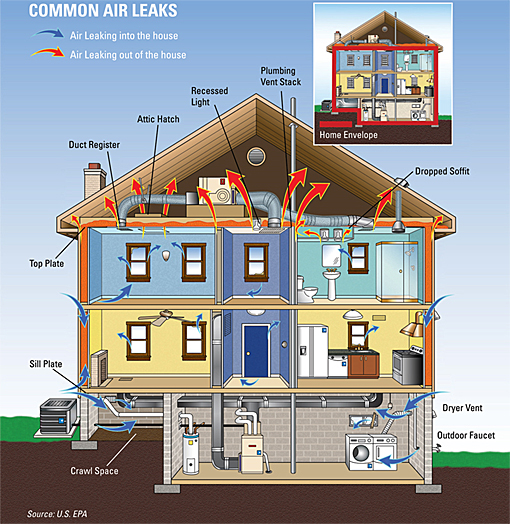 COMMON AIR LEAKS
Air Leaking into the house
Air Leaking out of the house
Plumbing
Vent Stack
Recessed
Light
Attic Hatch
Duct Register
Home Envelope
Dropped Soffit
Top Plate
Sill Plate
Dryer Vent
Outdoor Faucet
Crawl Space
Source: U.S. EPA